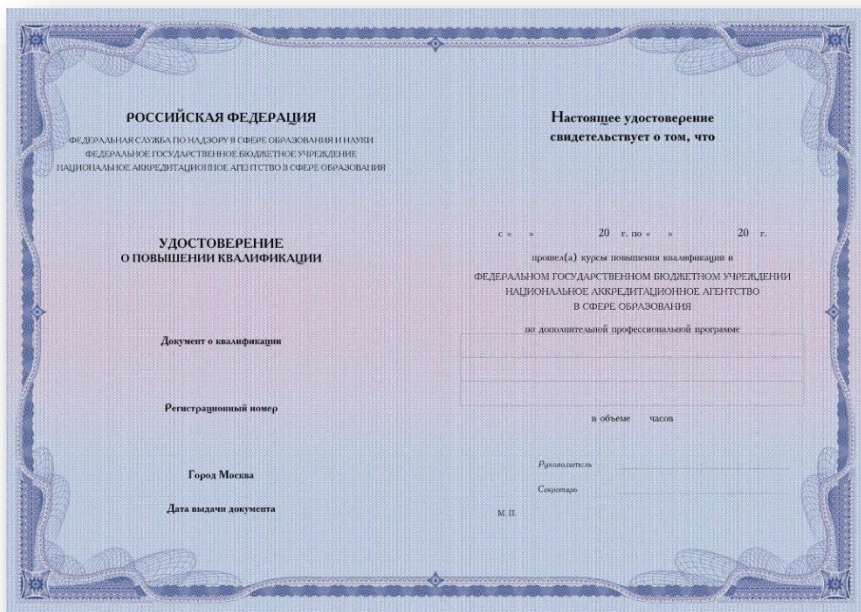 РОССИЙСКАЯ ФЕДЕРАЦИЯ
ФЕДЕРАЛЬНАЯ СЛУЖБА ПО НАДЗОРУ В СФЕРЕ ОБРАЗОВАНИЯ И НАУКИ
ФЕДЕРАЛЬНОЕ ГОСУДАРСТВЕННОЕ БЮДЖЕТНОЕ УЧРЕЖДЕНИЕ
НАЦИОНАЛЬНОЕ АККРЕДИТАЦИОННОЕ АГЕНТСТВО В СФЕРЕ ОБРАЗОВАНИЯ
УДОСТОВЕРЕНИЕ
О ПОВЫШЕНИИ КВАЛИФИКАЦИИ
Документ о квалификации
Регистрационный номер
Город Москва
Дата выдачи документа
Настоящее удостоверение
свидетельствует о том, что
с « » 20 г. по « » 20 г.
прошел(а) курсы повышения квалификации в
ФЕДЕРАЛЬНОМ ГОСУДАРСТВЕННОМ БЮДЖЕТНОМ УЧРЕЖДЕНИИ
НАЦИОНАЛЬНОЕ АККРЕДИТАЦИОННОЕ АГЕНТСТВО
В СФЕРЕ ОБРАЗОВАНИЯ
по дополнительной профессиональной программе
в объеме часов
Руководитель
Секретарь
М. П.